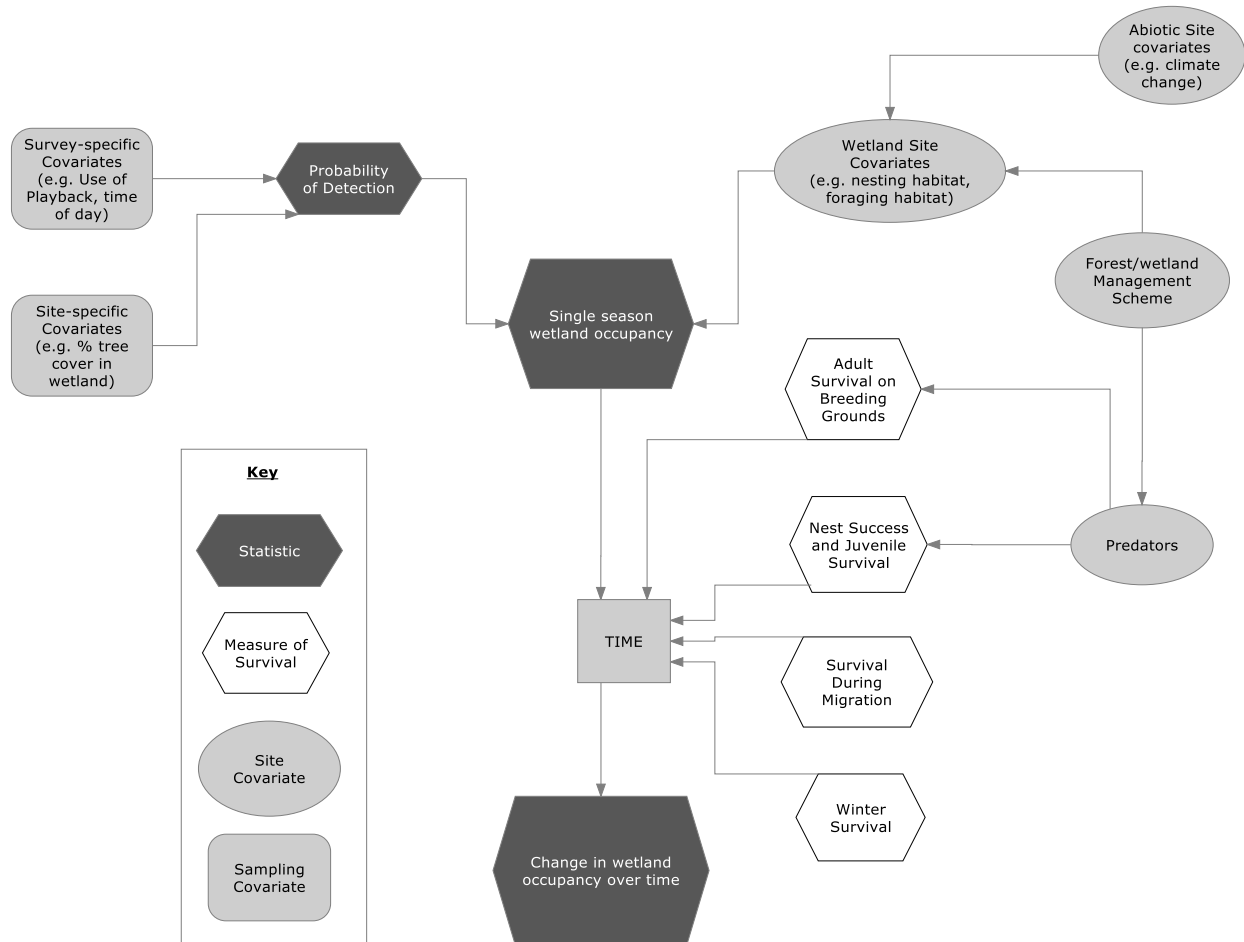 Abiotic Site
covariates
(e.g. climate
change)
Survey-specific
Covariates
(e.g. Use of
Playback, time
of day)
Probability
of Detection
Wetland Site
Covariates
(e.g. nesting habitat,
foraging habitat)
Forest/wetland
Management
Scheme
Site-specific
Covariates
(e.g. % tree
cover in
wetland)
Single season
wetland occupancy
Adult
Survival on
Breeding
Grounds
Key
Statistic
Nest Success
and Juvenile
Survival
Predators
Measure of
Survival
TIME
Survival
During
Migration
Site
Covariate
Winter
Survival
Sampling
Covariate
Change in wetland
occupancy over time